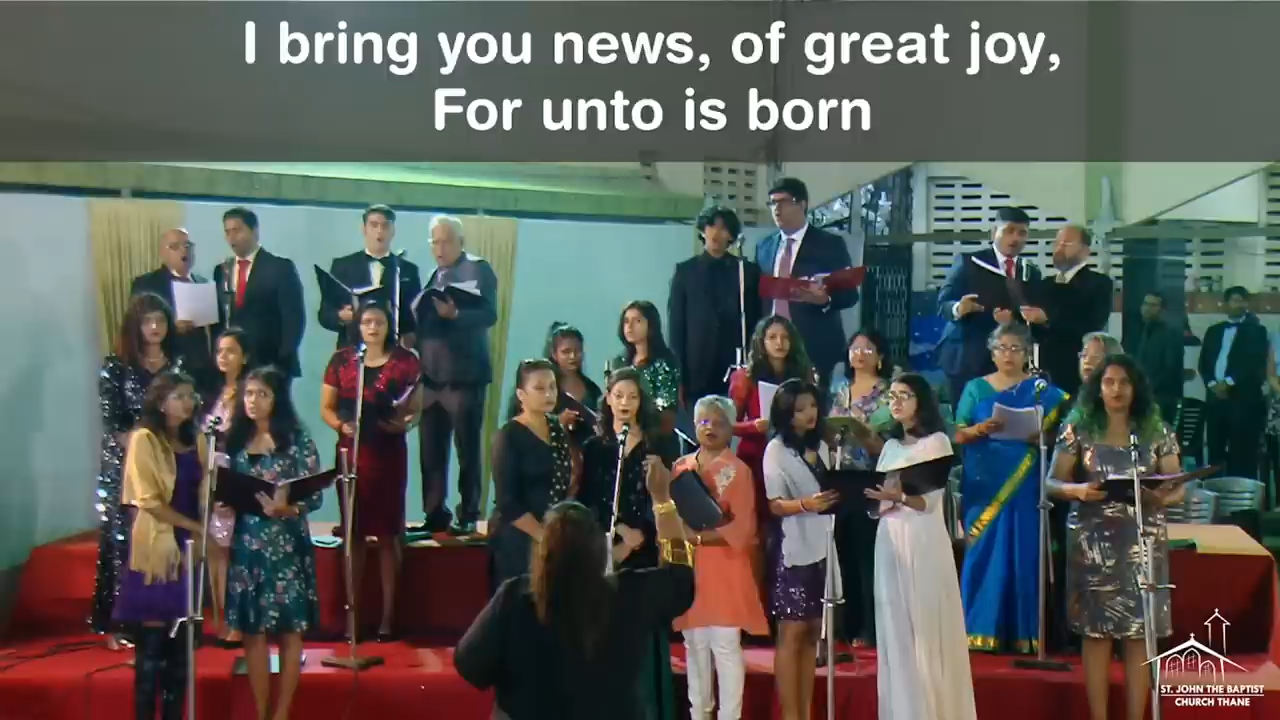 I bring you news, of great joy,
For unto is born
ST. JOHN THE BAPTIST
CHURCH THANE